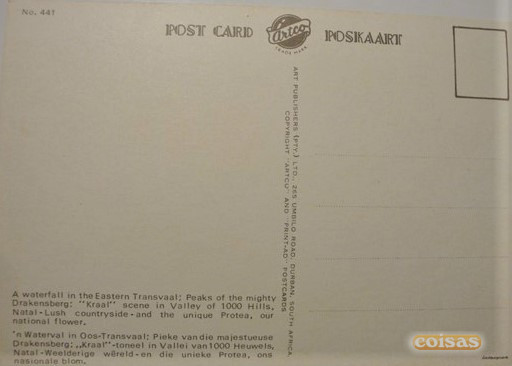 No. 441
POST CARD
Artco
TRADE MARK
POSKAART
ART PUBLISHERS (PTY.) LTD., 265 UMBILO ROAD, DURBAN, SOUTH AFRICA
COPYRIGHT "ARTCO" AND "PRINT-AD" POSTCARDS
A waterfall in the Eastern Transvaal; Peaks of the mighty
Drakensberg; "Kraal" scene in Valley of 1000 Hills,
Natal-Lush countryside-and the unique Protea, our
national flower.
'n Waterval in Oos-Transvaal; Pieke van die majestueuse
Drakensberg; „Kraal"-toneel in Vallei van 1000 Heuwels,
Natal-Weelderige wêreld-en die unieke Protea, ons
nasionale blom.
coisas